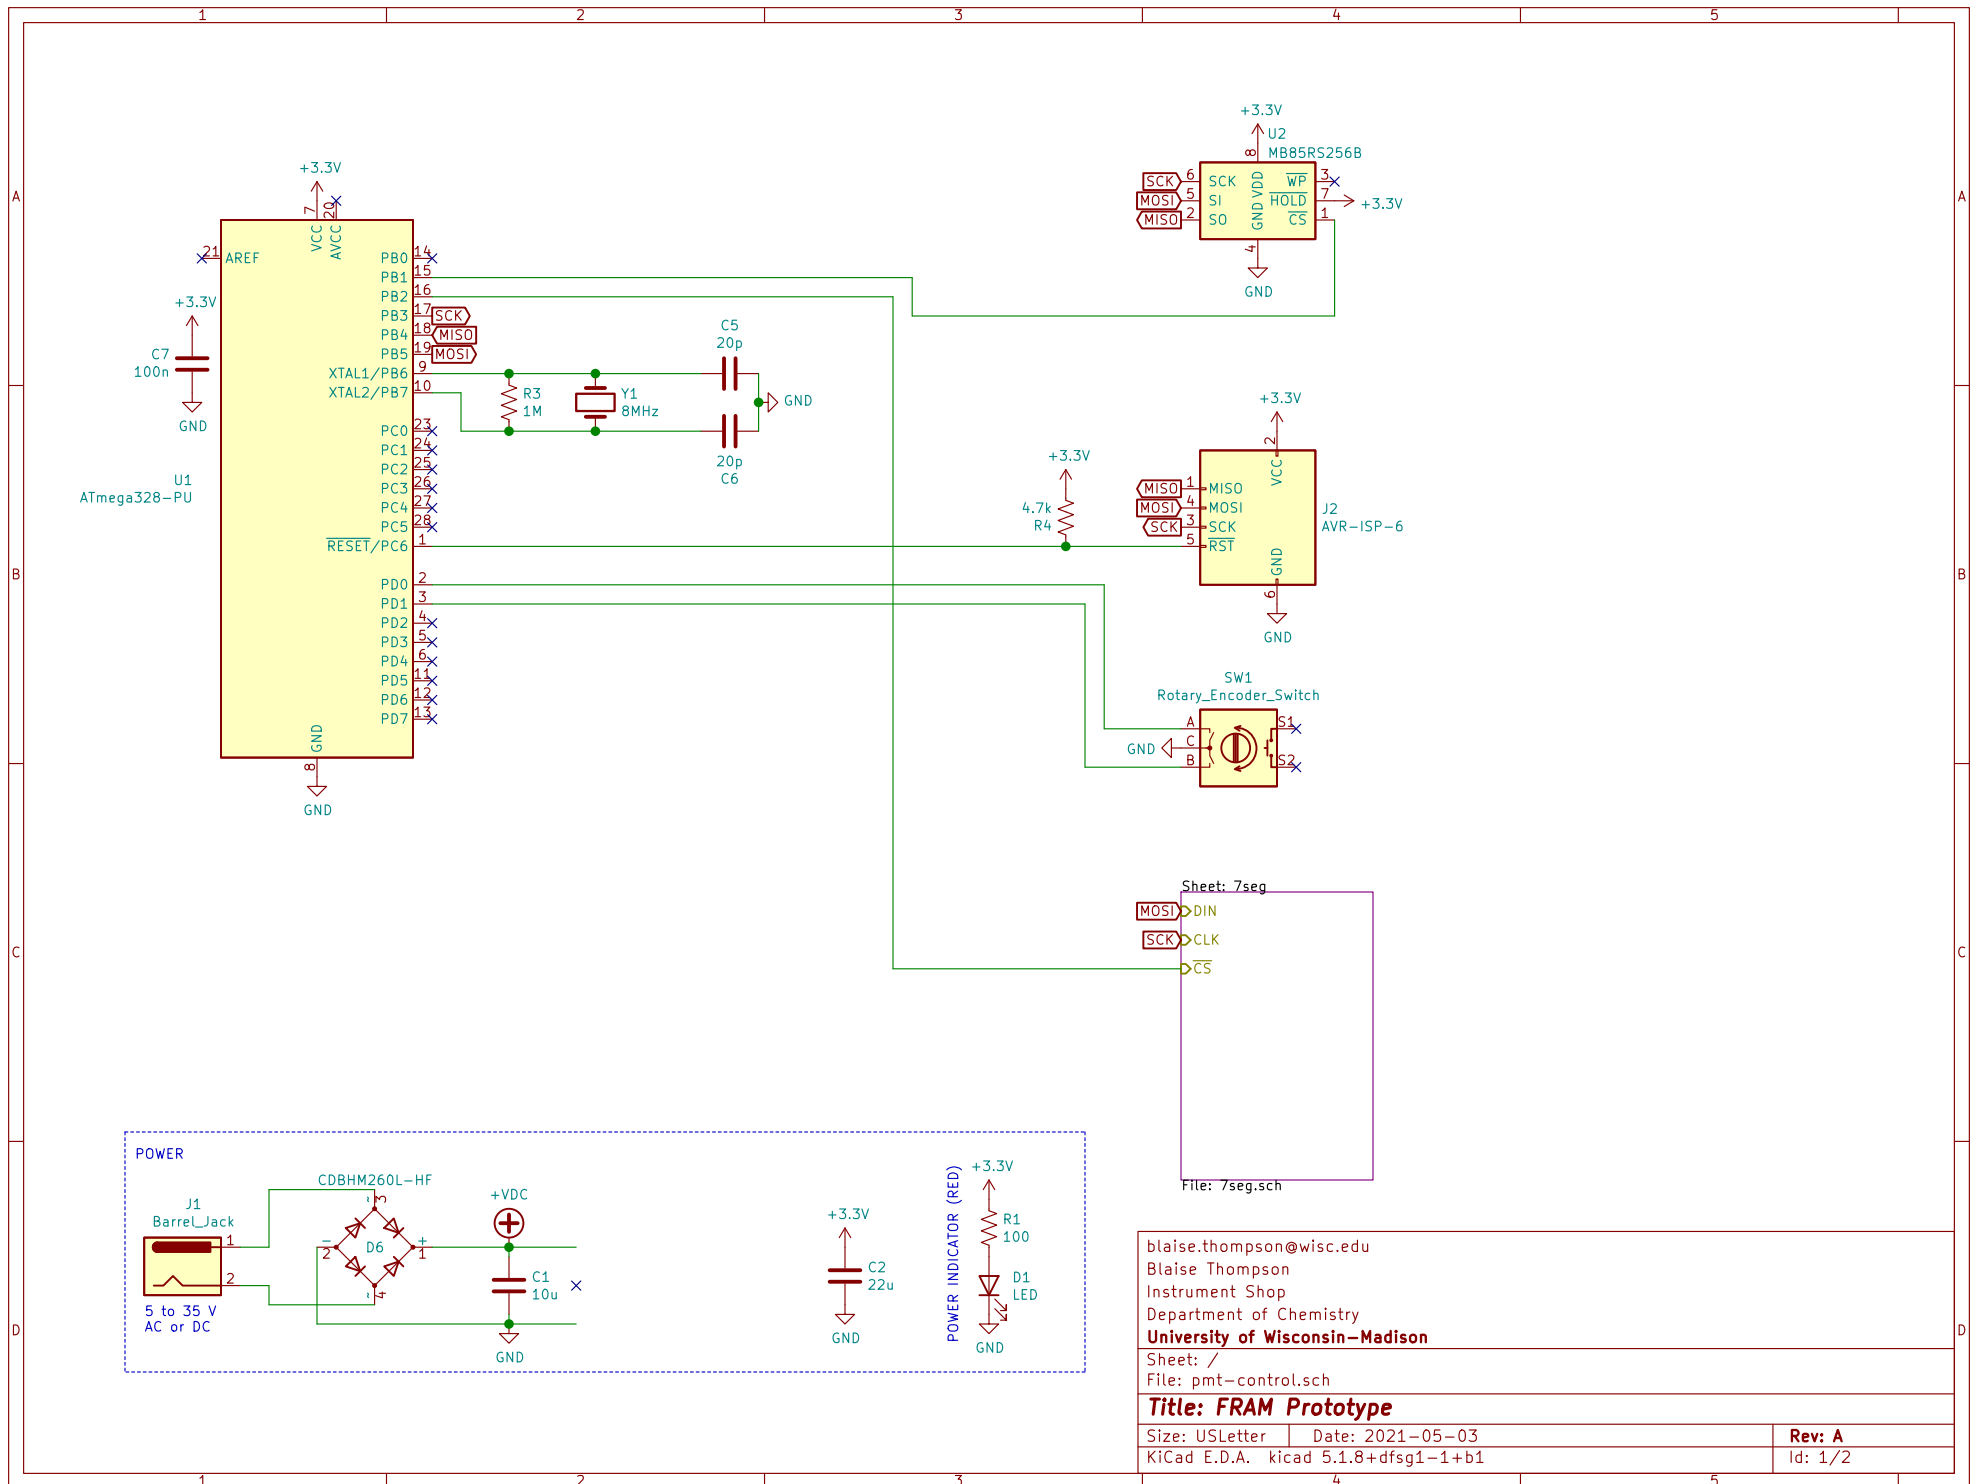 1 2 3 4 5
A
B
C
D
A
B
C
D
1 2 3 4 5
+3.3V
7
20
VCC
AVCC
21
AREF
+3.3V
C7
100n
GND
U1
ATmega328-PU
PB0 14
PB1 15
PB2 16
PB3 17 SCK
PB4 18 MISO
PB5 19 MOSI
XTAL1/PB6 9
XTAL2/PB7 10
PC0 23
PC1 24
PC2 25
PC3 26
PC4 27
PC5 28
RESET/PC6 1
PD0 2
PD1 3
PD2 4
PD3 5
PD4 6
PD5 11
PD6 12
PD7 13
GND
8
GND
R3
1M
Y1
8MHz
C5
20p
GND
20p
C6
+3.3V
U2
8
MB85RS256B
SCK 6 SCK
MOSI 5 SI
MISO 2 SO
VDD
GND
WP 3
HOLD 7 +3.3V
CS 1
4
GND
+3.3V
4.7k
R4
+3.3V
2
VCC
MISO 1 MISO
MOSI 4 MOSI
SCK 3 SCK
5 RST
J2
AVR-ISP-6
GND
6
GND
SW1
Rotary_Encoder_Switch
A
GND C
B
S1
S2
Sheet: 7seg
MOSI DIN
SCK CLK
CS
File: 7seg.sch
POWER
J1
Barrel_Jack
1
2
5 to 35 V
AC or DC
CDBHM260L-HF
~ 3
- 2
D6
+ 1
~ 4
+VDC
C1
10u
GND
+3.3V
C2
22u
GND
POWER INDICATOR (RED)
+3.3V
R1
100
D1
LED
GND
blaise.thompson@wisc.edu
Blaise Thompson
Instrument Shop
Department of Chemistry
University of Wisconsin-Madison
Sheet: /
File: pmt-control.sch
Title: FRAM Prototype
Size: USLetter Date: 2021-05-03 Rev: A
KiCad E.D.A. kicad 5.1.8+dfsg1-1+b1 Id: 1/2